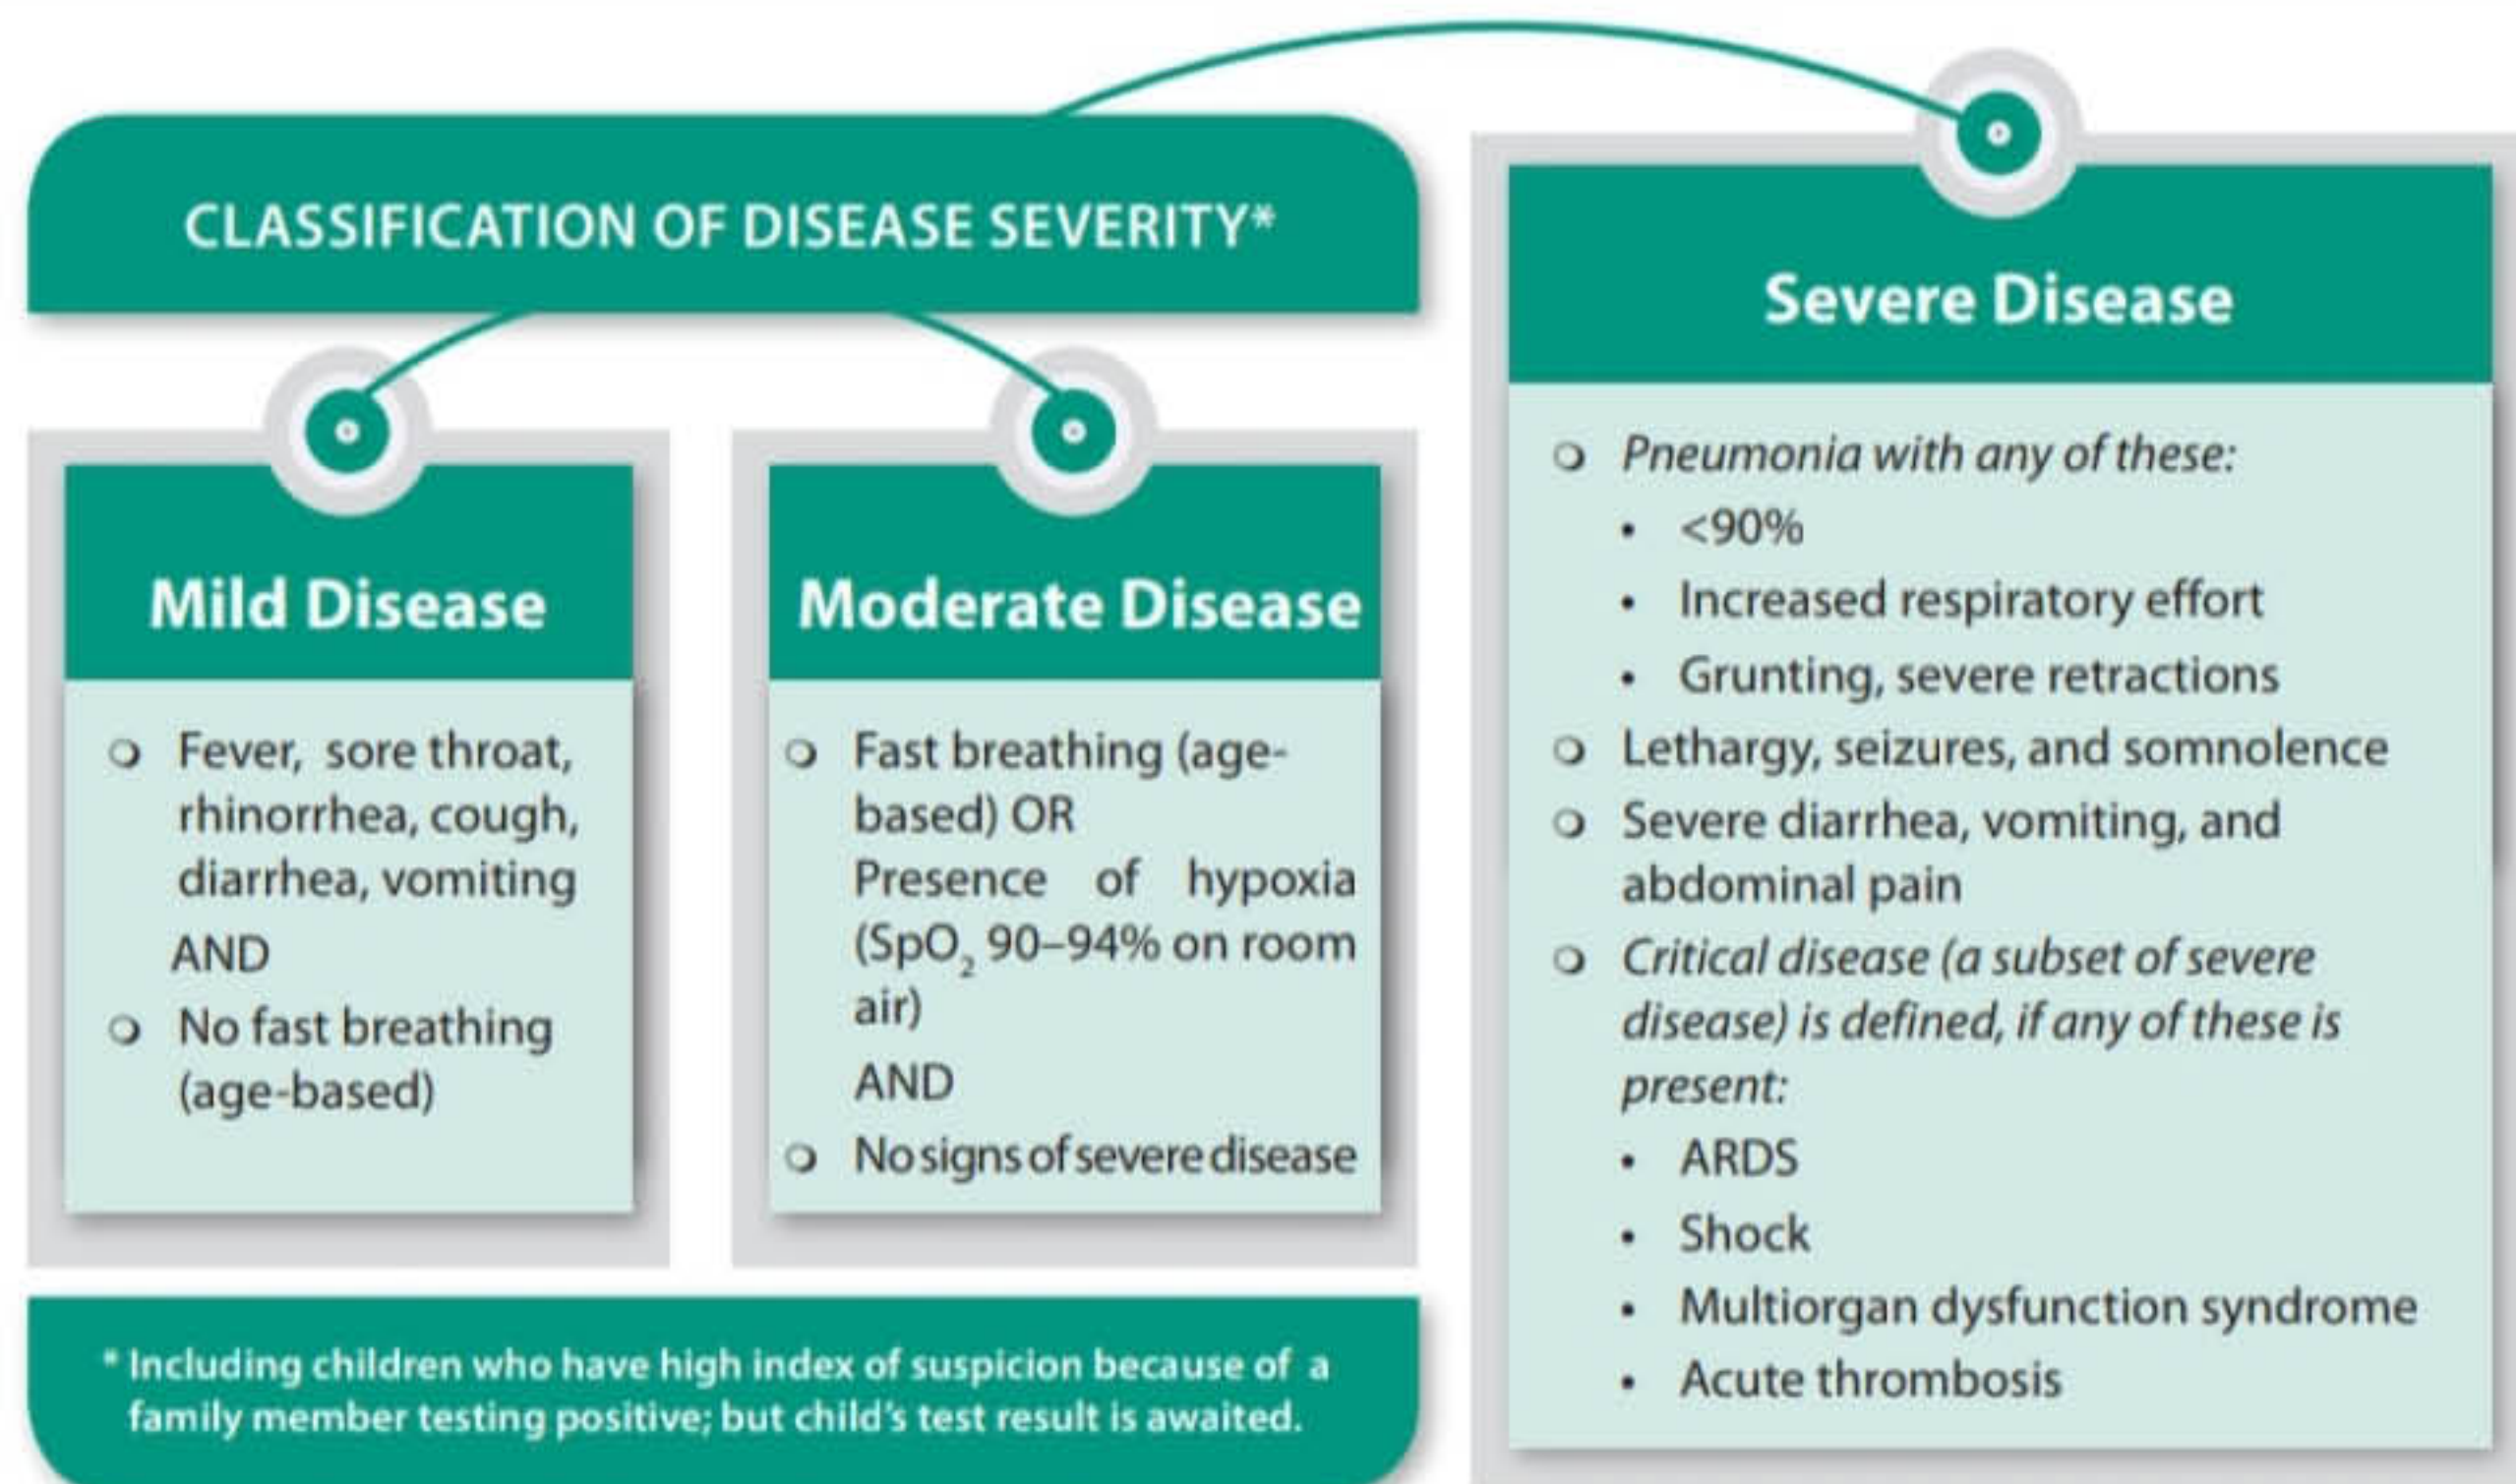 CLASSIFICATION OF DISEASE SEVERITY*
Mild Disease
○ Fever, sore throat,
rhinorrhea, cough,
diarrhea, vomiting
AND
○ No fast breathing
(age-based)
Moderate Disease
○ Fast breathing (age-
based) OR
Presence of hypoxia
(SpO₂ 90–94% on room
air)
AND
○ No signs of severe disease
Severe Disease
○ Pneumonia with any of these:
• <90%
• Increased respiratory effort
• Grunting, severe retractions
○ Lethargy, seizures, and somnolence
○ Severe diarrhea, vomiting, and
abdominal pain
○ Critical disease (a subset of severe
disease) is defined, if any of these is
present:
• ARDS
• Shock
• Multiorgan dysfunction syndrome
• Acute thrombosis
* Including children who have high index of suspicion because of a
family member testing positive; but child's test result is awaited.